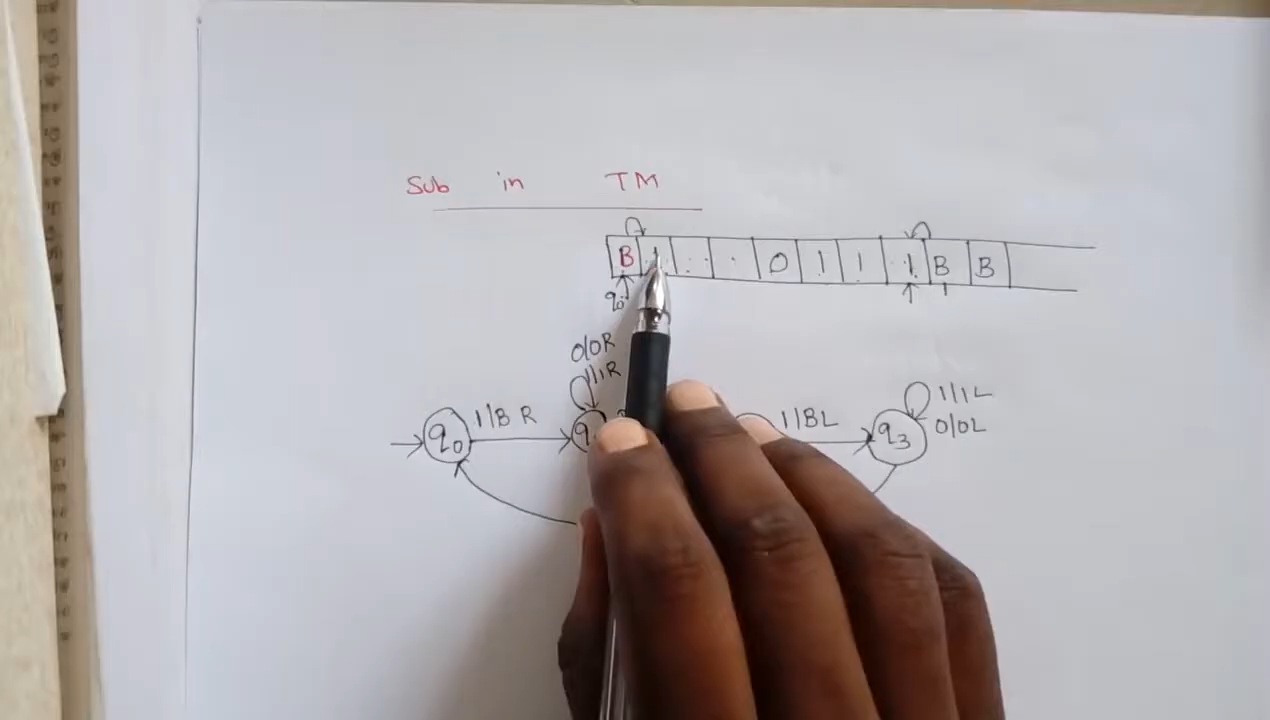 Sub in TM
B 1 0 1 1 1 B B
q0
0/0R
1/1R
q0 1/B R q 1/BL q3 1/1L
0/0L